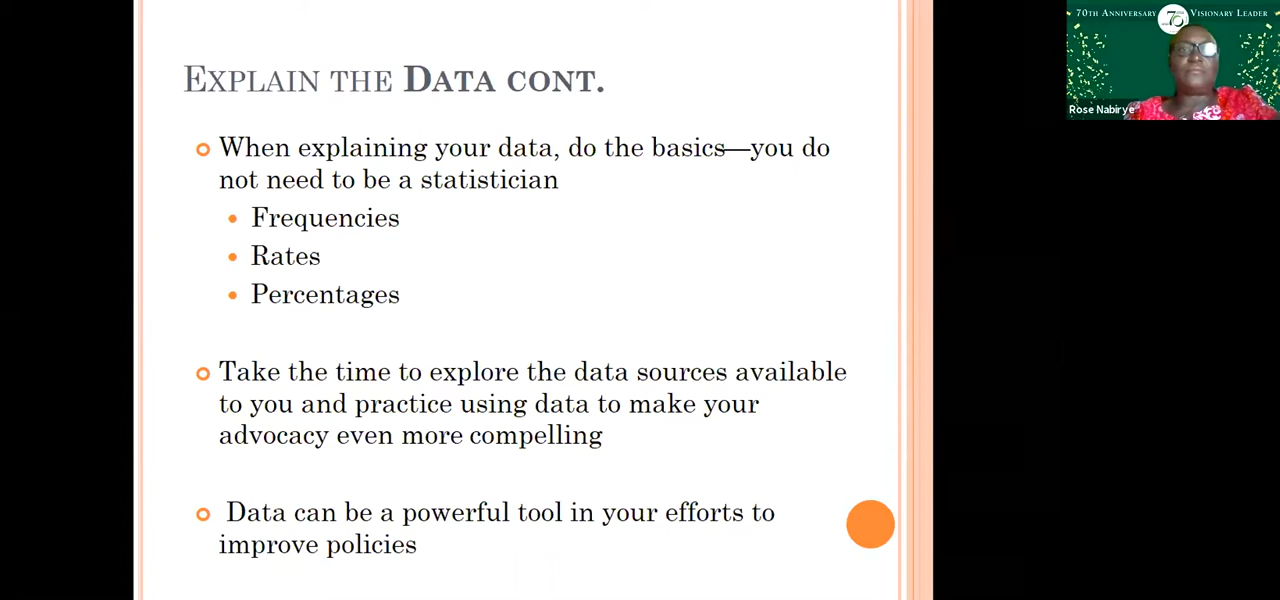 EXPLAIN THE DATA CONT.
When explaining your data, do the basics—you do
not need to be a statistician
Frequencies
Rates
Percentages
Take the time to explore the data sources available
to you and practice using data to make your
advocacy even more compelling
Data can be a powerful tool in your efforts to
improve policies
70TH ANNIVERSARY 70 VISIONARY LEADER
Rose Nabirye